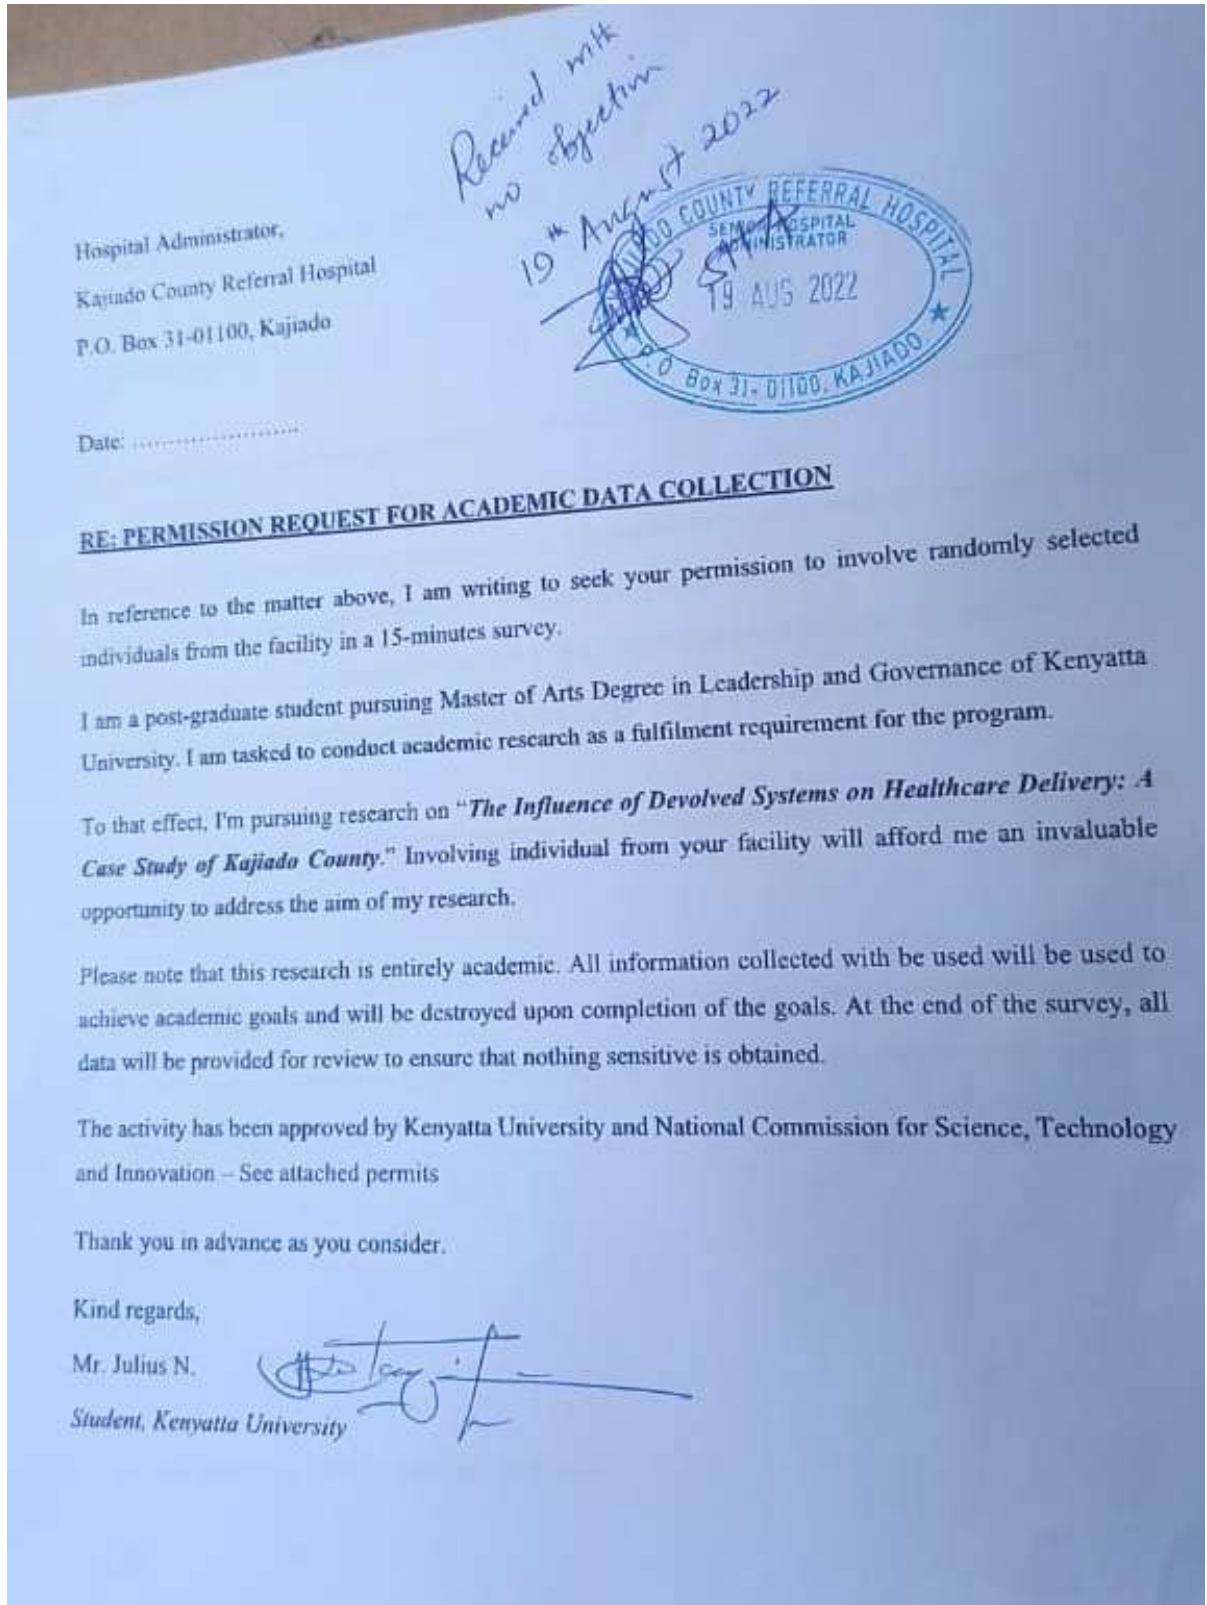 Received with
no objection
19th August 2022
SHA
KAJIADO COUNTY REFERRAL HOSPITAL
SENIOR HOSPITAL
ADMINISTRATOR
19 AUG 2022
P.O Box 31-01100, KAJIADO.
Hospital Administrator,
Kajiado County Referral Hospital
P.O. Box 31-01100, Kajiado
Date: ........................
RE: PERMISSION REQUEST FOR ACADEMIC DATA COLLECTION
In reference to the matter above, I am writing to seek your permission to involve randomly selected
individuals from the facility in a 15-minutes survey.
I am a post-graduate student pursuing Master of Arts Degree in Leadership and Governance of Kenyatta
University. I am tasked to conduct academic research as a fulfilment requirement for the program.
To that effect, I'm pursuing research on “The Influence of Devolved Systems on Healthcare Delivery: A
Case Study of Kajiado County.” Involving individual from your facility will afford me an invaluable
opportunity to address the aim of my research.
Please note that this research is entirely academic. All information collected with be used will be used to
achieve academic goals and will be destroyed upon completion of the goals. At the end of the survey, all
data will be provided for review to ensure that nothing sensitive is obtained.
The activity has been approved by Kenyatta University and National Commission for Science, Technology
and Innovation – See attached permits
Thank you in advance as you consider.
Kind regards,
Mr. Julius N.
Student, Kenyatta University